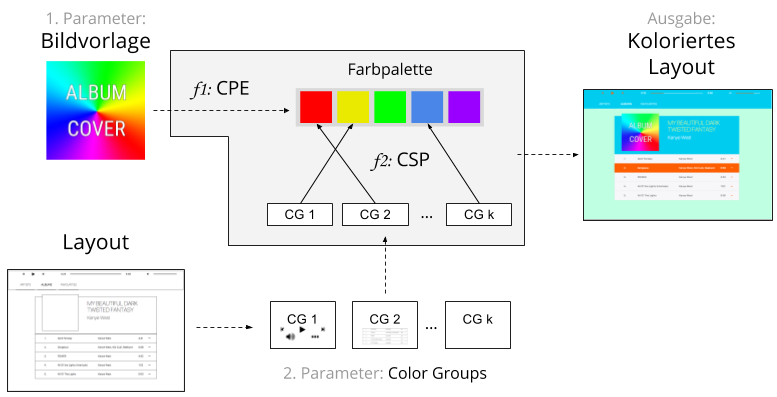 1. Parameter:
Bildvorlage
ALBUM
COVER
f1: CPE
Farbpalette
f2: CSP
CG 1
CG 2
...
CG k
Ausgabe:
Koloriertes
Layout
ALBUM
COVER
MY BEAUTIFUL DARK
TWISTED FANTASY
Kanye West
Layout
ARTISTS
ALBUMS
MY BEAUTIFUL DARK
TWISTED FANTASY
Kanye West
CG 1
CG 2
...
CG k
2. Parameter: Color Groups